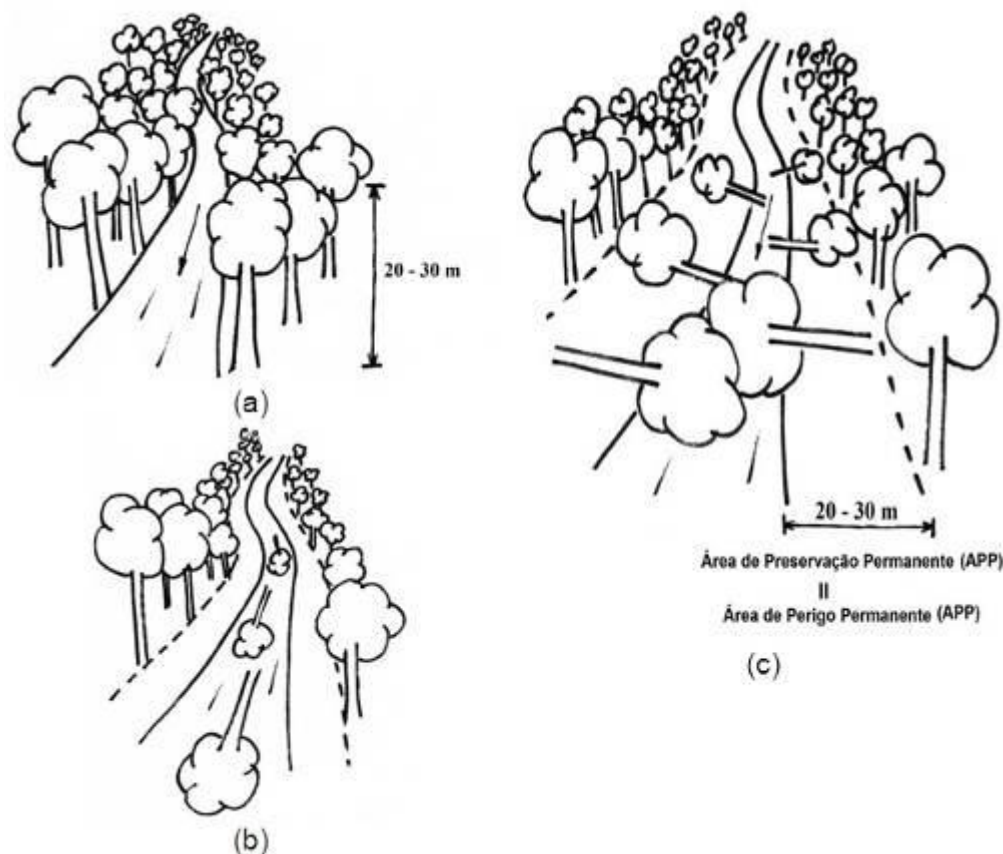 20 - 30 m
(a)
(b)
20 - 30 m
Área de Preservação Permanente (APP)
II
Área de Perigo Permanente (APP)
(c)